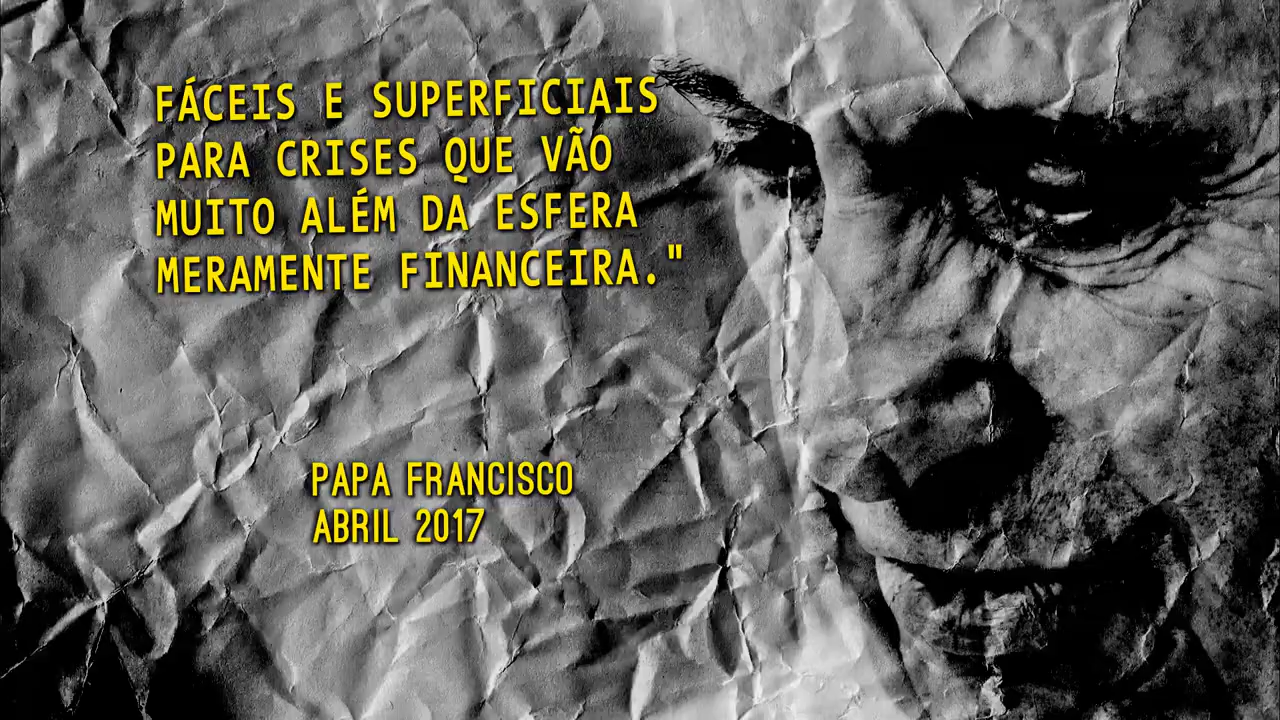 FÁCEIS E SUPERFICIAIS
PARA CRISES QUE VÃO
MUITO ALÉM DA ESFERA
MERAMENTE FINANCEIRA."
PAPA FRANCISCO
ABRIL 2017